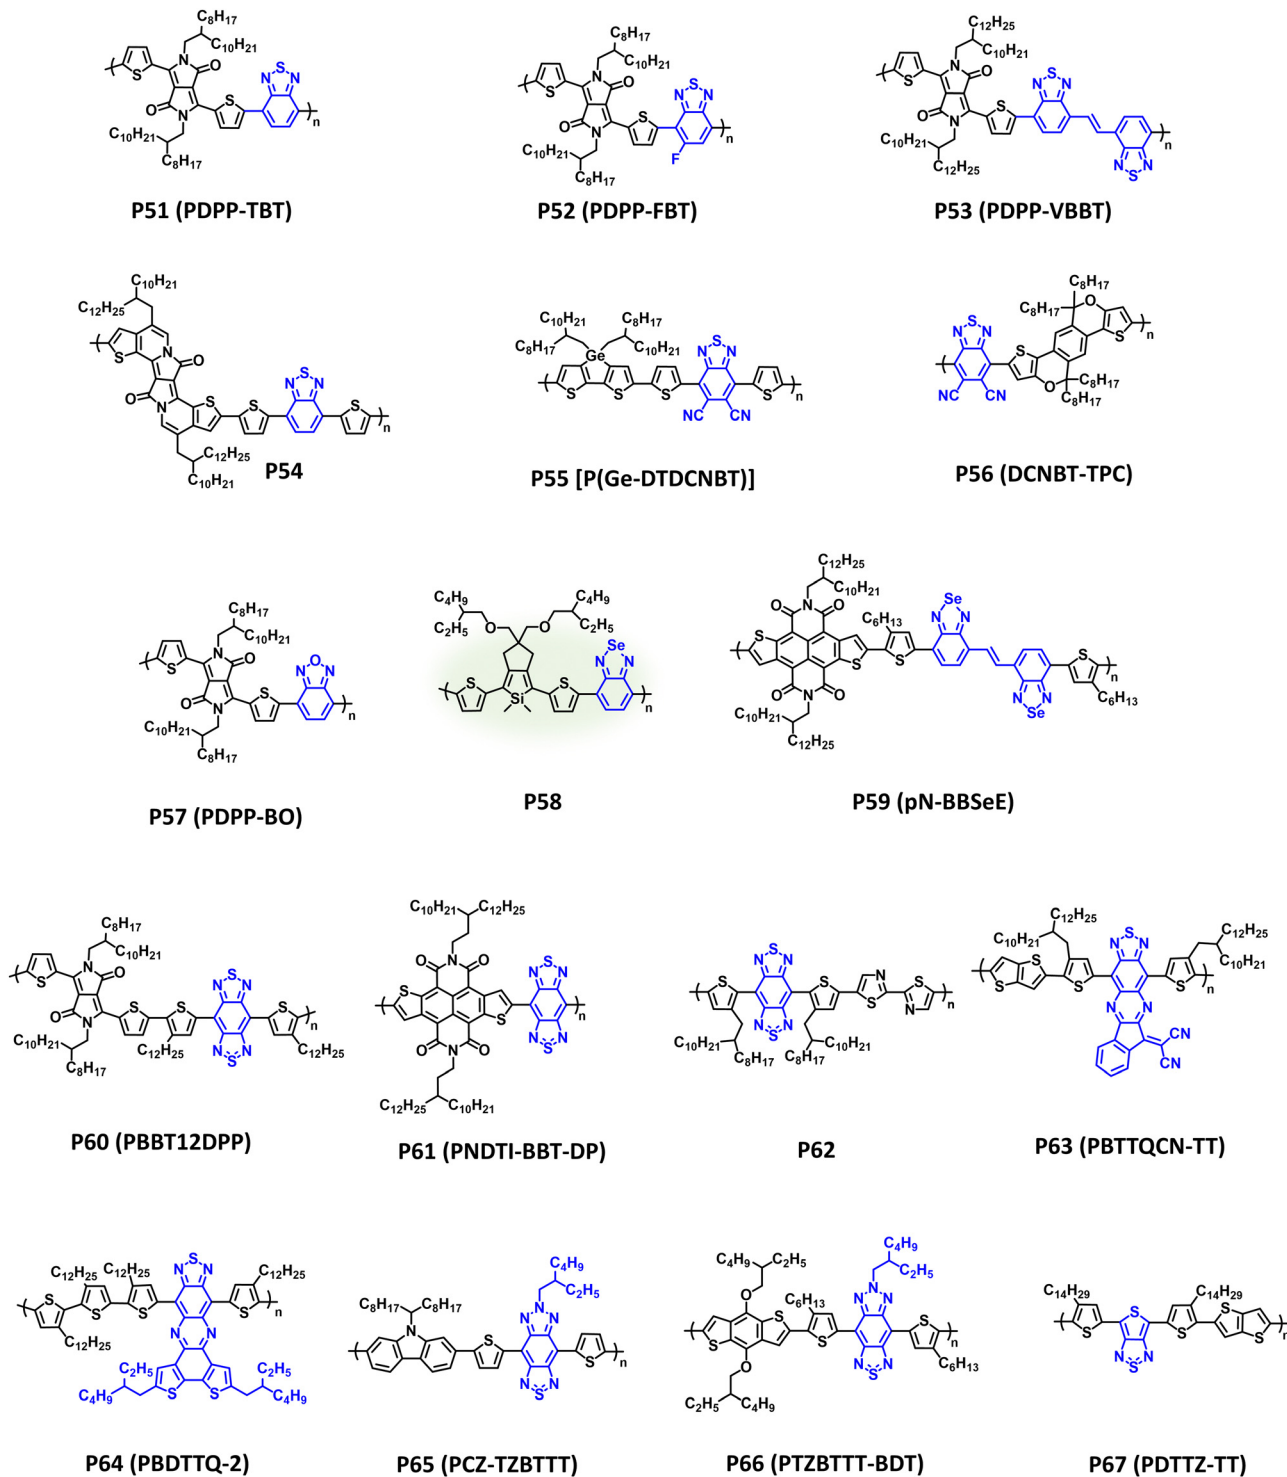 C8H17
C10H21
N
O
S
S
N
N
S
O
N
C10H21
C8H17
n
P51 (PDPP-TBT)
C8H17
C10H21
N
O
S
S
N
N
S
O
N
F
C10H21
C8H17
n
P52 (PDPP-FBT)
C12H25
C10H21
N
O
S
S
N
N
S
O
N
N
N
S
C10H21
C12H25
n
P53 (PDPP-VBBT)
C10H21
C12H25
S
N
O
O
N
S
S
S
N
N
S
C12H25
C10H21
n
P54
C10H21
C8H17
C8H17
C10H21
Ge
S
S
S
S
N
N
S
NC
CN
n
P55 [P(Ge-DTDCNBT)]
C8H17
C8H17
O
S
S
N
N
S
O
NC
CN
C8H17
C8H17
n
P56 (DCNBT-TPC)
C8H17
C10H21
N
O
S
O
N
N
S
O
N
C10H21
C8H17
n
P57 (PDPP-BO)
C4H9
C4H9
C2H5
O
O
C2H5
Se
N
N
S
Si
S
n
P58
C12H25
C10H21
O
N
O
C6H13
Se
N
N
S
S
S
O
N
O
N
N
Se
S
C6H13
C10H21
C12H25
n
P59 (pN-BBSeE)
C8H17
C10H21
N
O
S
S
N
N
O
N
S
S
S
N
N
S
C10H21
C8H17
C12H25
C12H25
n
P60 (PBBT12DPP)
C10H21
C12H25
O
N
O
S
S
N
N
S
O
N
O
N
N
S
C12H25
C10H21
n
P61 (PNDTI-BBT-DP)
S
N
N
S
S
N
S
N
N
S
S
N
C10H21
C8H17
C10H21
C8H17
n
P62
C12H25
C10H21
C12H25
C10H21
S
N
N
S
S
S
S
N
N
CN
CN
n
P63 (PBTTQCN-TT)
C12H25
C12H25
C12H25
S
N
N
S
S
S
S
C12H25
N
N
C2H5
C2H5
C4H9
S
S
C4H9
n
P64 (PBDTTQ-2)
C4H9
C2H5
C8H17
C8H17
N
N
N
N
S
S
N
N
S
n
P65 (PCZ-TZBTTT)
C4H9
C2H5
C4H9
C2H5
O
C6H13
N
N
N
S
S
S
S
O
N
N
S
C6H13
C2H5
C4H9
n
P66 (PTZBTTT-BDT)
C14H29
C14H29
S
S
S
S
S
N
N
S
n
P67 (PDTTZ-TT)